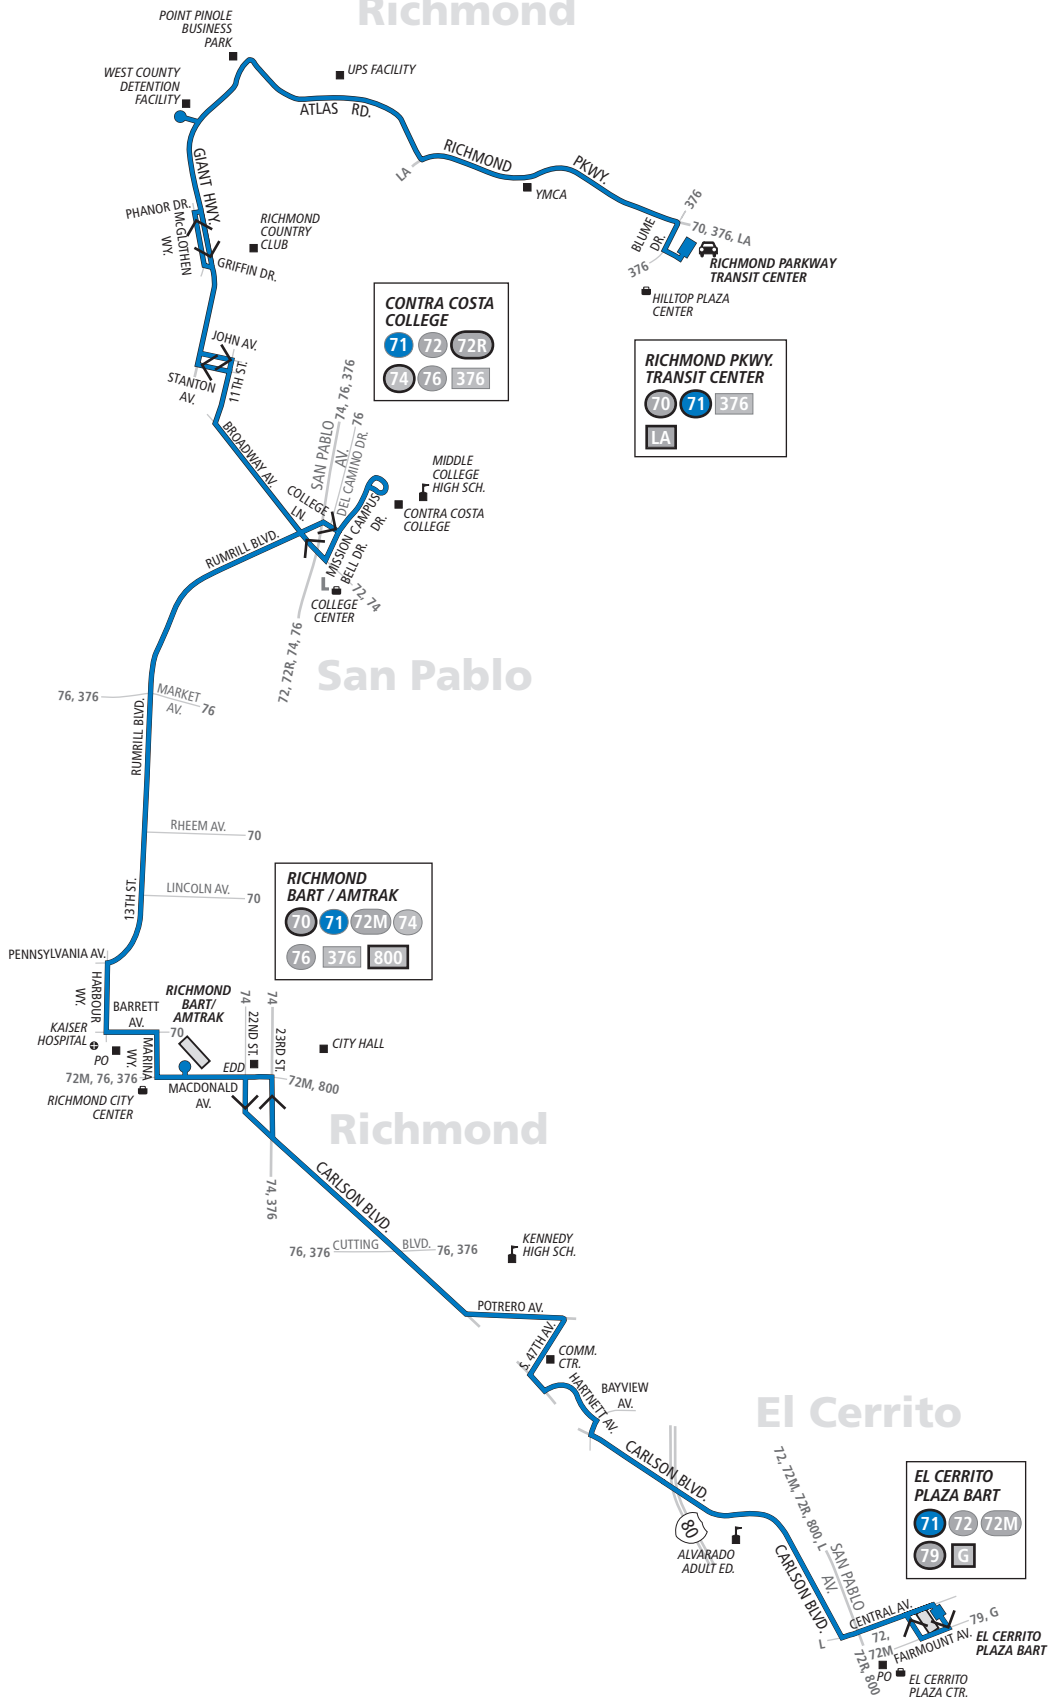 Richmond
POINT PINOLE
BUSINESS
PARK
UPS FACILITY
WEST COUNTY
DETENTION
FACILITY
ATLAS RD.
RICHMOND PKWY.
LA
YMCA
GIANT HWY.
PHANOR DR.
McGLOTHEN
WY.
RICHMOND
COUNTRY
CLUB
GRIFFIN DR.
376
70, 376, LA
BLUME
DR.
376
RICHMOND PARKWAY
TRANSIT CENTER
HILLTOP PLAZA
CENTER
CONTRA COSTA
COLLEGE
71 72 72R
74 76 376
RICHMOND PKWY.
TRANSIT CENTER
70 71 376
LA
JOHN AV.
STANTON
AV.
11TH ST.
BROADWAY AV.
74, 76, 376
SAN PABLO
AV.
76
DEL CAMINO DR.
COLLEGE
LN.
MIDDLE
COLLEGE
HIGH SCH.
CONTRA COSTA
COLLEGE
MISSION CAMPUS
DR.
BELL DR.
RUMRILL BLVD.
L
72, 74
COLLEGE
CENTER
72, 72R, 74, 76
San Pablo
76, 376
MARKET
AV.
76
RUMRILL BLVD.
RHEEM AV.
70
LINCOLN AV.
70
13TH ST.
RICHMOND
BART / AMTRAK
70 71 72M 74
76 376 800
PENNSYLVANIA AV.
HARBOUR
WY.
BARRETT
AV.
RICHMOND
BART/
AMTRAK
70
KAISER
HOSPITAL
PO
MARINA
WY.
72M, 76, 376
RICHMOND CITY
CENTER
MACDONALD
AV.
EDD
74
22ND ST.
74
23RD ST.
CITY HALL
72M, 800
Richmond
74, 376
CARLSON BLVD.
76, 376
CUTTING BLVD.
76, 376
KENNEDY
HIGH SCH.
POTRERO AV.
S. 47TH AV.
COMM.
CTR.
HARTNETT AV.
BAYVIEW
AV.
El Cerrito
CARLSON BLVD.
80
ALVARADO
ADULT ED.
72, 72M, 72R, 800, L
SAN PABLO
AV.
CARLSON BLVD.
EL CERRITO
PLAZA BART
71 72 72M
79 G
CENTRAL AV.
L
72,
72M
72R, 800
FAIRMOUNT AV.
79, G
EL CERRITO
PLAZA BART
PO
EL CERRITO
PLAZA CTR.